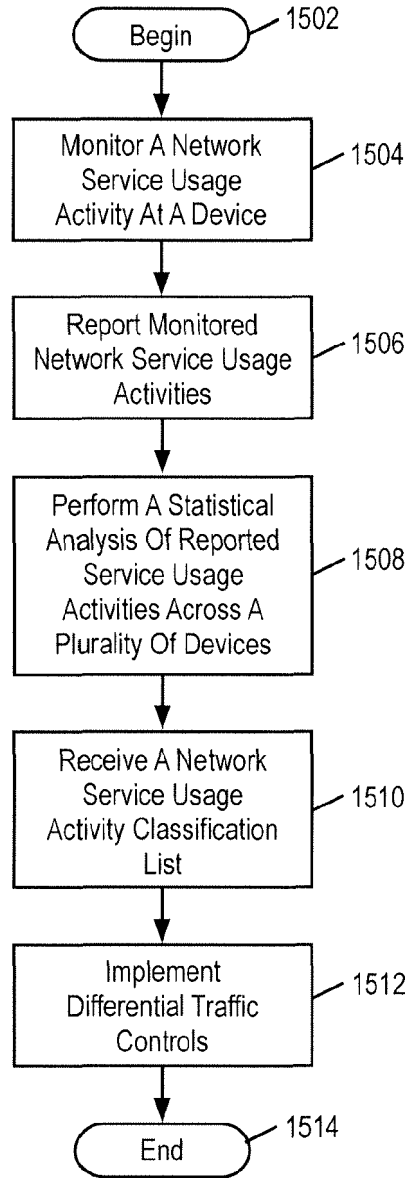 Begin
1502
Monitor A Network
Service Usage
Activity At A Device
1504
Report Monitored
Network Service Usage
Activities
1506
Perform A Statistical
Analysis Of Reported
Service Usage
Activities Across A
Plurality Of Devices
1508
Receive A Network
Service Usage
Activity Classification
List
1510
Implement
Differential Traffic
Controls
1512
End
1514